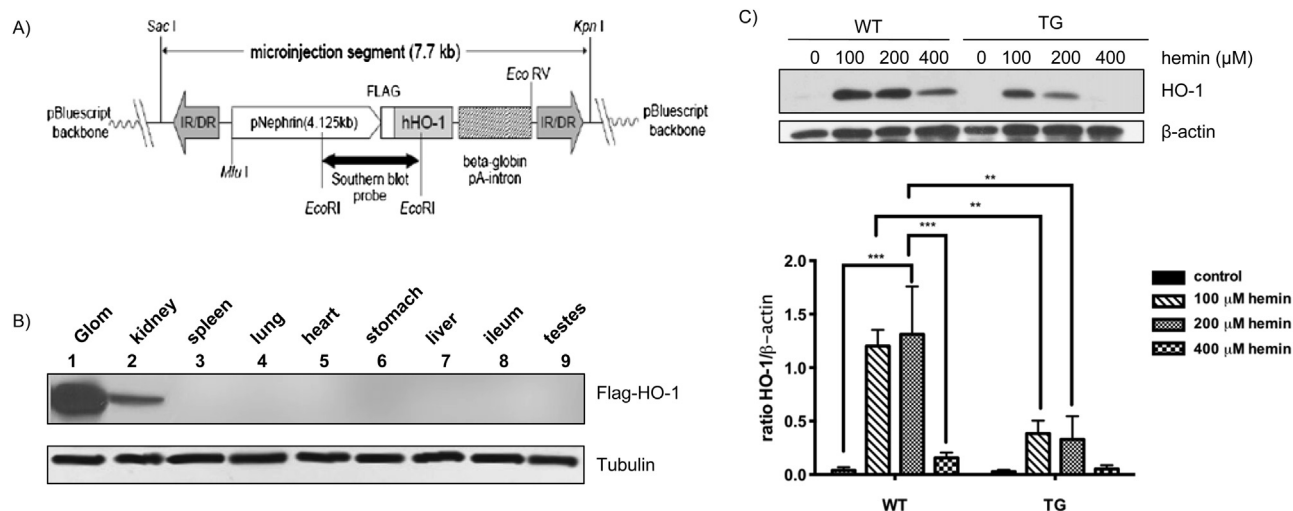 A)
Sac I
Kpn I
microinjection segment (7.7 kb)
Eco RV
FLAG
pBluescript
backbone
IR/DR
pNephrin(4.125kb)
hHO-1
IR/DR
pBluescript
backbone
Mlu I
Southern blot
probe
beta-globin
pA-intron
EcoRI
EcoRI
B)
Glom kidney spleen lung heart stomach liver ileum testes
1 2 3 4 5 6 7 8 9
Flag-HO-1
Tubulin
C)
WT TG
0 100 200 400 0 100 200 400 hemin (µM)
HO-1
β-actin
**
**
***
***
ratio HO-1/β-actin
2.0
1.5
1.0
0.5
0.0
WT TG
control
100 µM hemin
200 µM hemin
400 µM hemin